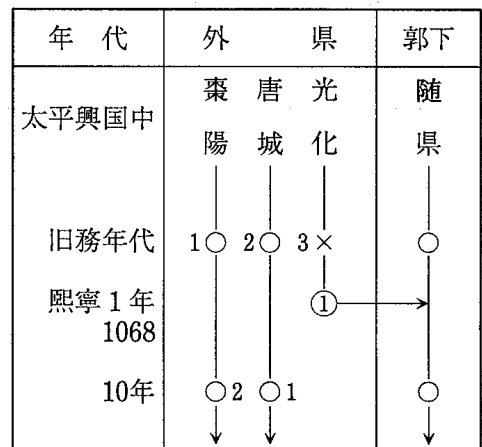 年 代 外 県 郭下
太平興国中 棗陽 唐城 光化 随県
旧務年代 1○ 2○ 3× ○
熙寧1年 ①
1068
10年 ○2 ○1 ○